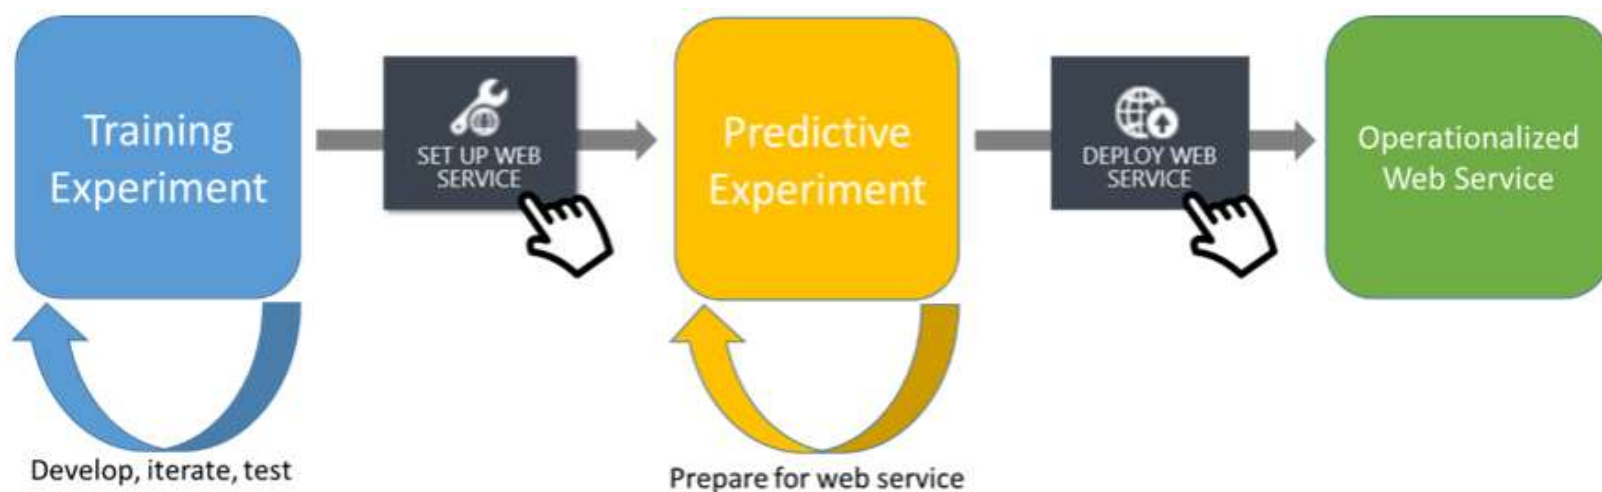 Training
Experiment
SET UP WEB
SERVICE
Predictive
Experiment
DEPLOY WEB
SERVICE
Operationalized
Web Service
Develop, iterate, test
Prepare for web service